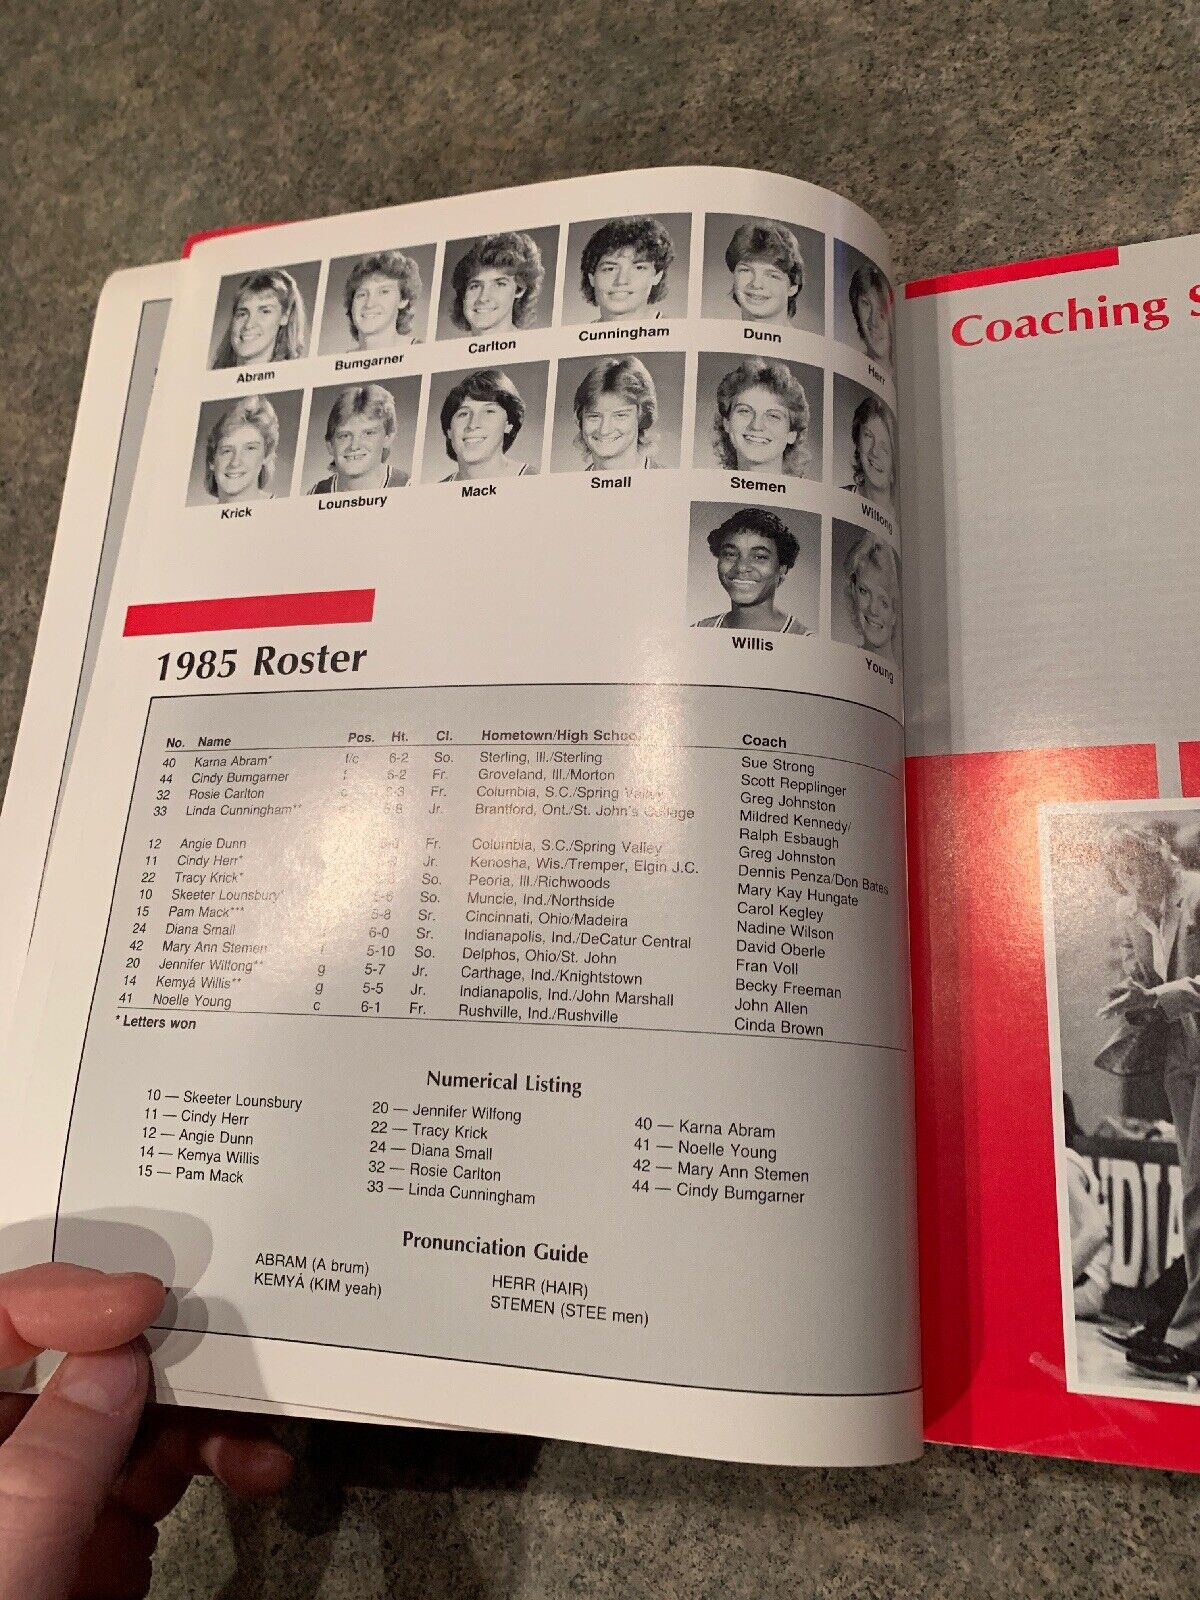 Abram Bumgarner Carlton Cunningham Dunn Herr
Krick Lounsbury Mack Small Stemen Wilfong
Willis Young
1985 Roster
No. Name Pos. Ht. Cl. Hometown/High Coach
40 Karna Abram* f/c 6-2 So. Sterling, Ill./Sterling Sue Strong
44 Cindy Bumgarner 6-2 Fr. Groveland, Ill./Morton Scott Repplinger
32 Rosie Carlton Fr. Columbia, S.C./Spring Valley Greg Johnston
33 Linda Cunningham** Jr. Brantford, Ont./St. John's College Mildred Kennedy/
Ralph Esbaugh
12 Angie Dunn Fr. Columbia, S.C./Spring Valley Greg Johnston
11 Cindy Herr* Jr. Kenosha, Wis./Tremper, Elgin J.C. Dennis Penza/Don Bates
22 Tracy Krick* So. Peoria, Ill./Richwoods Mary Kay Hungate
10 Skeeter Lounsbury So. Muncie, Ind./Northside Carol Kegley
15 Pam Mack*** 5-8 Sr. Cincinnati, Ohio/Madeira Nadine Wilson
24 Diana Small 6-0 Sr. Indianapolis, Ind./DeCatur Central David Oberle
42 Mary Ann Stemen 5-10 So. Delphos, Ohio/St. John Fran Voll
20 Jennifer Wilfong** g 5-7 Jr. Carthage, Ind./Knightstown Becky Freeman
14 Kemyá Willis** g 5-5 Jr. Indianapolis, Ind./John Marshall John Allen
41 Noelle Young c 6-1 Fr. Rushville, Ind./Rushville Cinda Brown
* Letters won
Numerical Listing
10 — Skeeter Lounsbury
11 — Cindy Herr
12 — Angie Dunn
14 — Kemya Willis
15 — Pam Mack
20 — Jennifer Wilfong
22 — Tracy Krick
24 — Diana Small
32 — Rosie Carlton
33 — Linda Cunningham
40 — Karna Abram
41 — Noelle Young
42 — Mary Ann Stemen
44 — Cindy Bumgarner
Pronunciation Guide
ABRAM (A brum)
KEMYÁ (KIM yeah)
HERR (HAIR)
STEMEN (STEE men)
Coaching S
NDIA